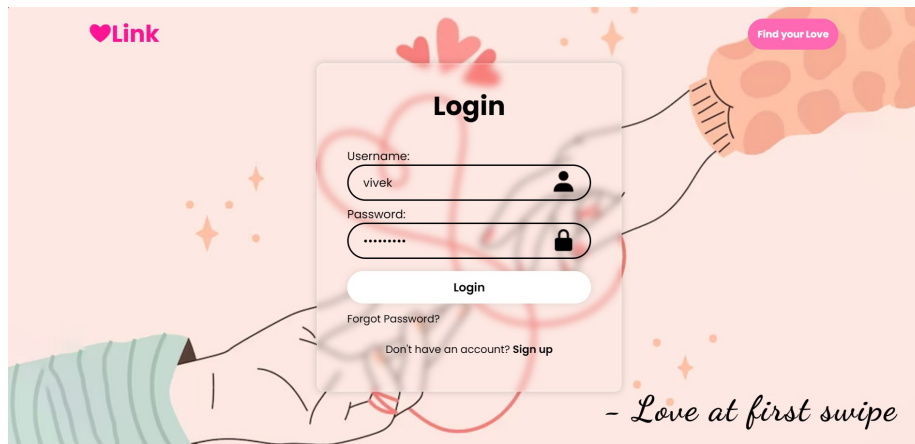 Link
Find your Love
Login
Username:
vivek
Password:
•••••••••
Login
Forgot Password?
Don't have an account? Sign up
- Love at first swipe